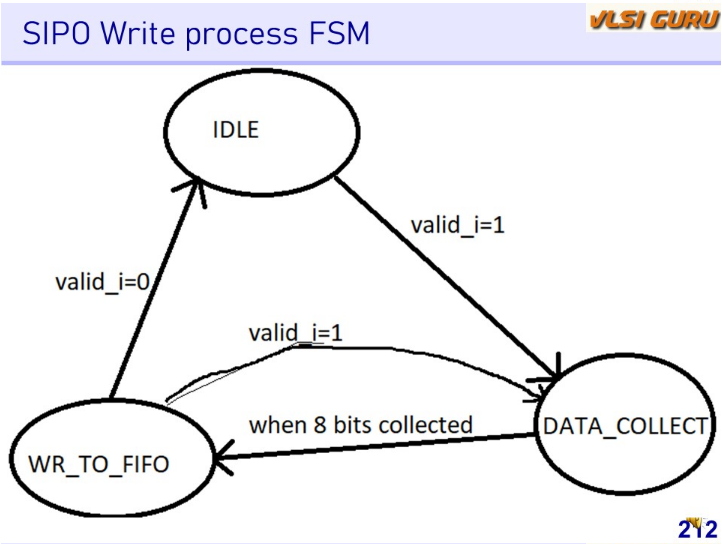 SIPO Write process FSM
VLSI GURU
IDLE
valid_i=1
valid_i=0
valid_i=1
when 8 bits collected
DATA_COLLECT
WR_TO_FIFO
212